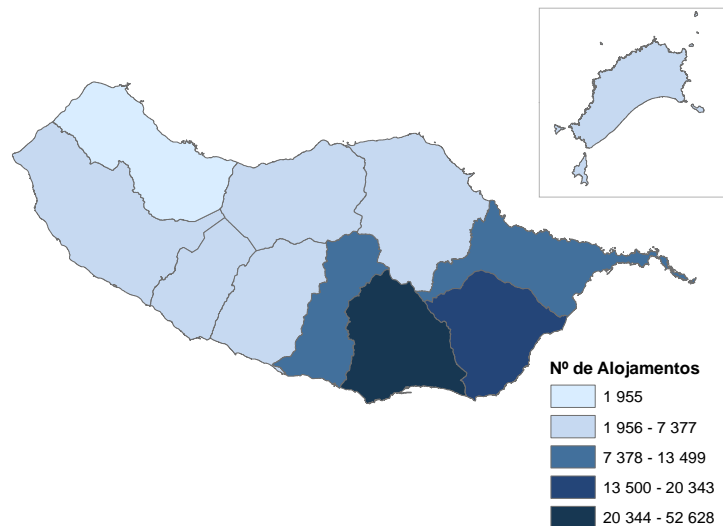 Nº de Alojamentos
1 955
1 956 - 7 377
7 378 - 13 499
13 500 - 20 343
20 344 - 52 628